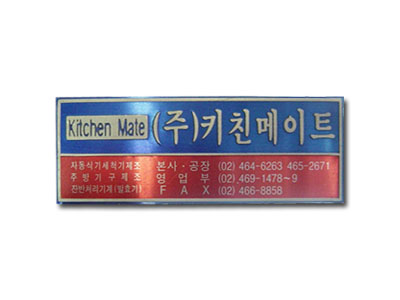 Kitchen Mate (주)키친메이트
자동식기세척기제조 본사·공장 (02) 464-6263 465-2671
주방기구제조 영업부 (02) 469-1478~9
잔반처리기계(발효기) FAX (02) 466-8858